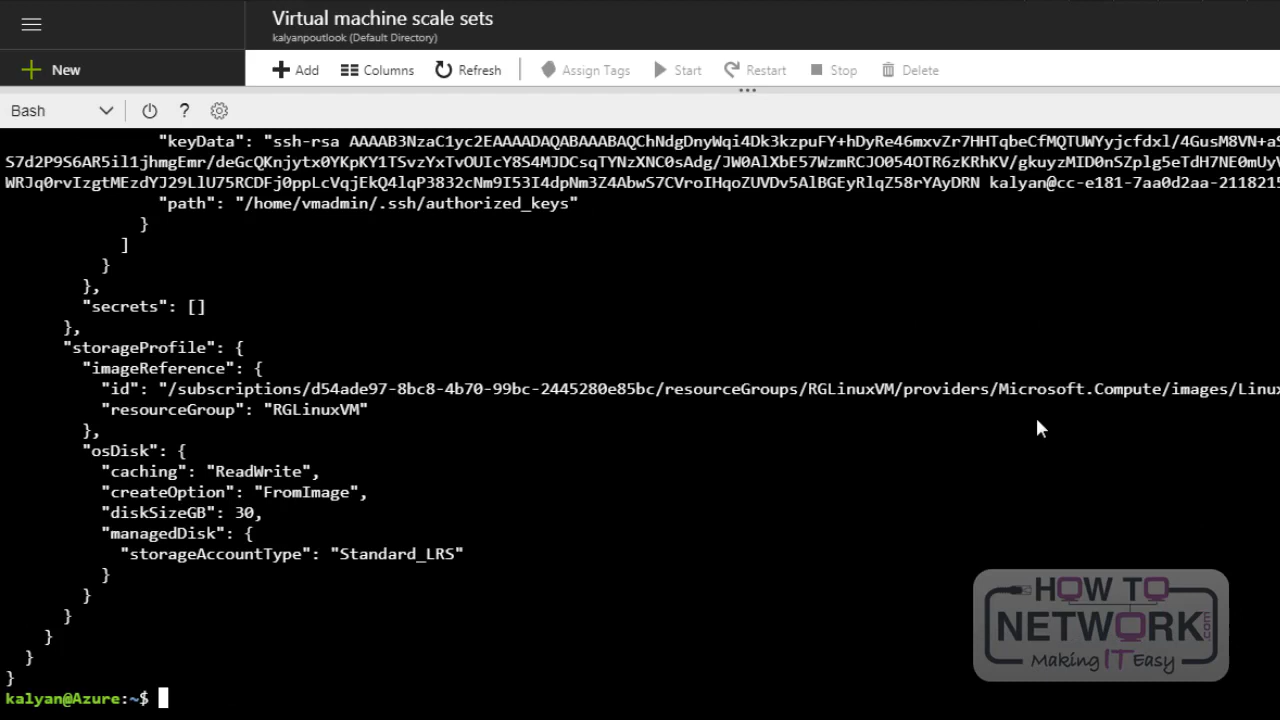 Virtual machine scale sets
kalyanpoutlook (Default Directory)
New
Add Columns Refresh Assign Tags Start Restart Stop Delete
Bash ?
"keyData": "ssh-rsa AAAAB3NzaC1yc2EAAAADAQABAAABAQChNdgDnyWqi4Dk3kzpuFY+hDyRe46mxvZr7HHTqbeCfMQTUWYyjcfdxl/4GusM8VN+aS
S7d2P9S6AR5il1jhmgEmr/deGcQKnjytx0YKpKY1TSvzYxTvOUIcY8S4MJDCsqTYNzXNC0sAdg/JW0AlXbE57WzmRCJO054OTR6zKRhKV/gkuyzMID0nSZplg5eTdH7NE0mUyV
WRJq0rvIzgtMEzdYJ29LlU75RCDFj0ppLcVqjEkQ4lqP3832cNm9I53I4dpNm3Z4AbwS7CVroIHqoZUVDv5AlBGEyRlqZ58rYAyDRN kalyan@cc-e181-7aa0d2aa-2118215
"path": "/home/vmadmin/.ssh/authorized_keys"
}
]
}
},
"secrets": []
},
"storageProfile": {
"imageReference": {
"id": "/subscriptions/d54ade97-8bc8-4b70-99bc-2445280e85bc/resourceGroups/RGLinuxVM/providers/Microsoft.Compute/images/Linux
"resourceGroup": "RGLinuxVM"
},
"osDisk": {
"caching": "ReadWrite",
"createOption": "FromImage",
"diskSizeGB": 30,
"managedDisk": {
"storageAccountType": "Standard_LRS"
}
}
}
}
}
}
kalyan@Azure:~$
HOW TO
NETWORK.com
Making IT Easy